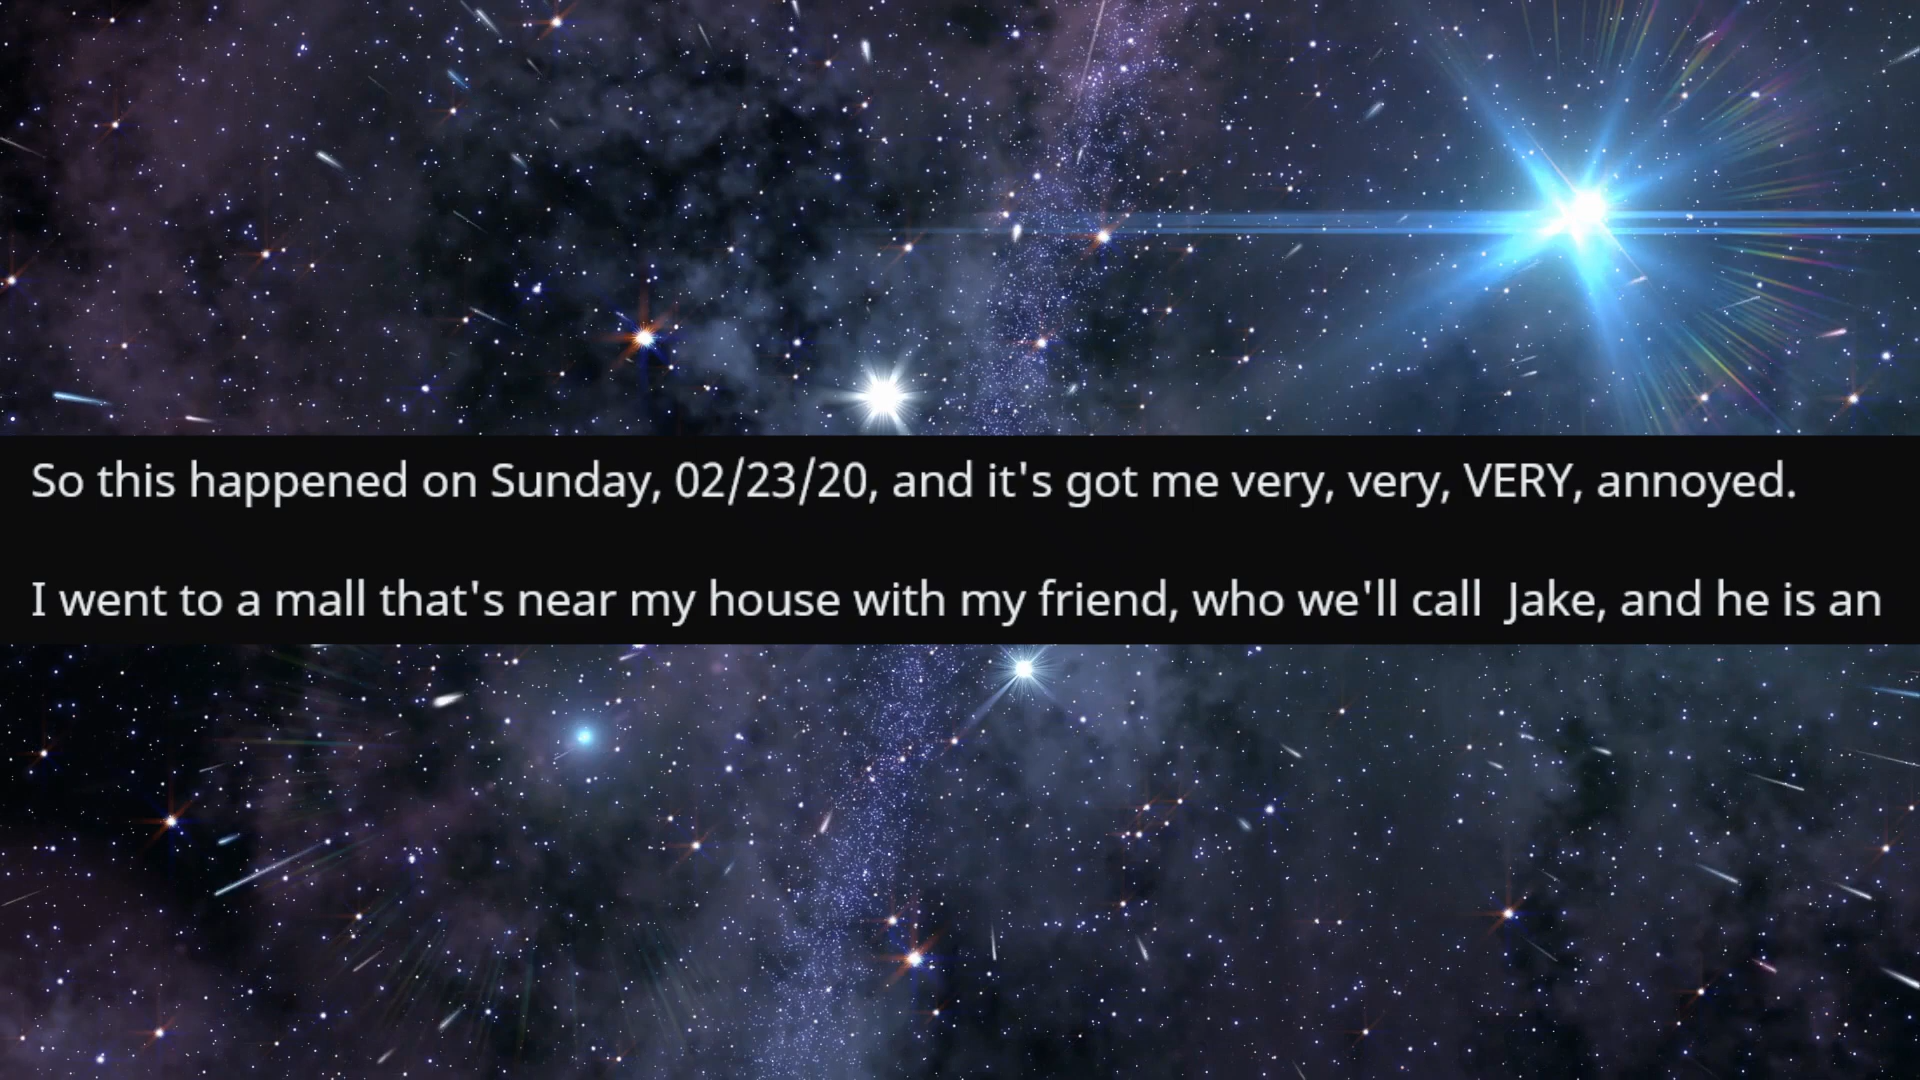 So this happened on Sunday, 02/23/20, and it's got me very, very, VERY, annoyed.
I went to a mall that's near my house with my friend, who we'll call  Jake, and he is an